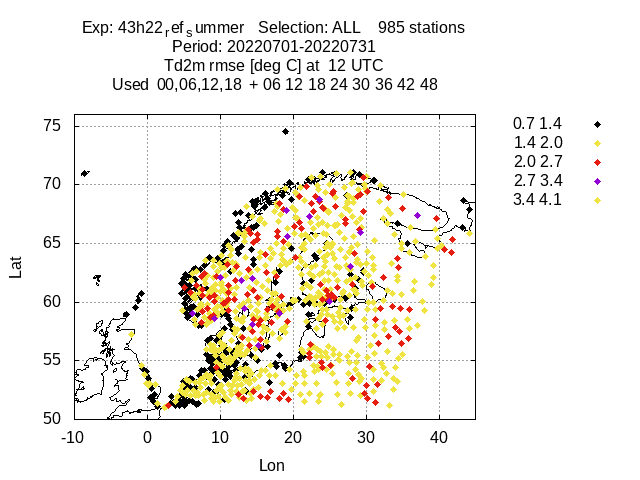 Exp: 43h22refsummer Selection: ALL 985 stations
Period: 20220701-20220731
Td2m rmse [deg C] at 12 UTC
Used 00,06,12,18 + 06 12 18 24 30 36 42 48
0.7 1.4
1.4 2.0
2.0 2.7
2.7 3.4
3.4 4.1
75
70
65
60
55
50
Lat
-10 0 10 20 30 40
Lon